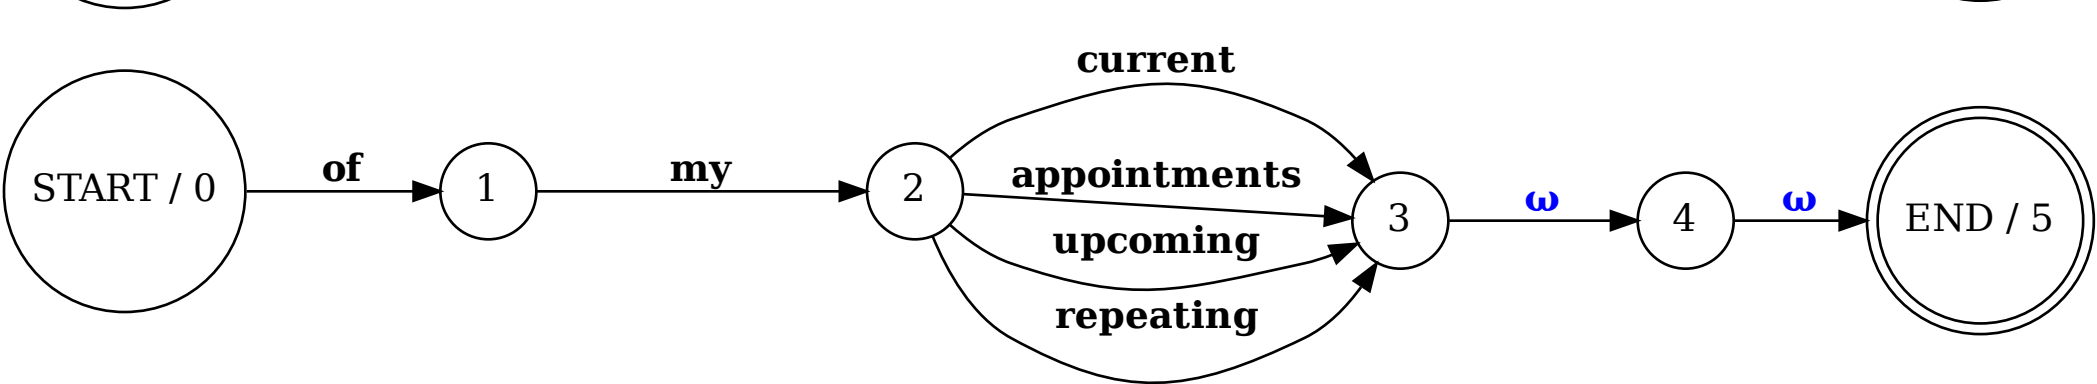 current
START / 0 of 1 my 2 appointments 3 ω 4 ω END / 5
upcoming
repeating